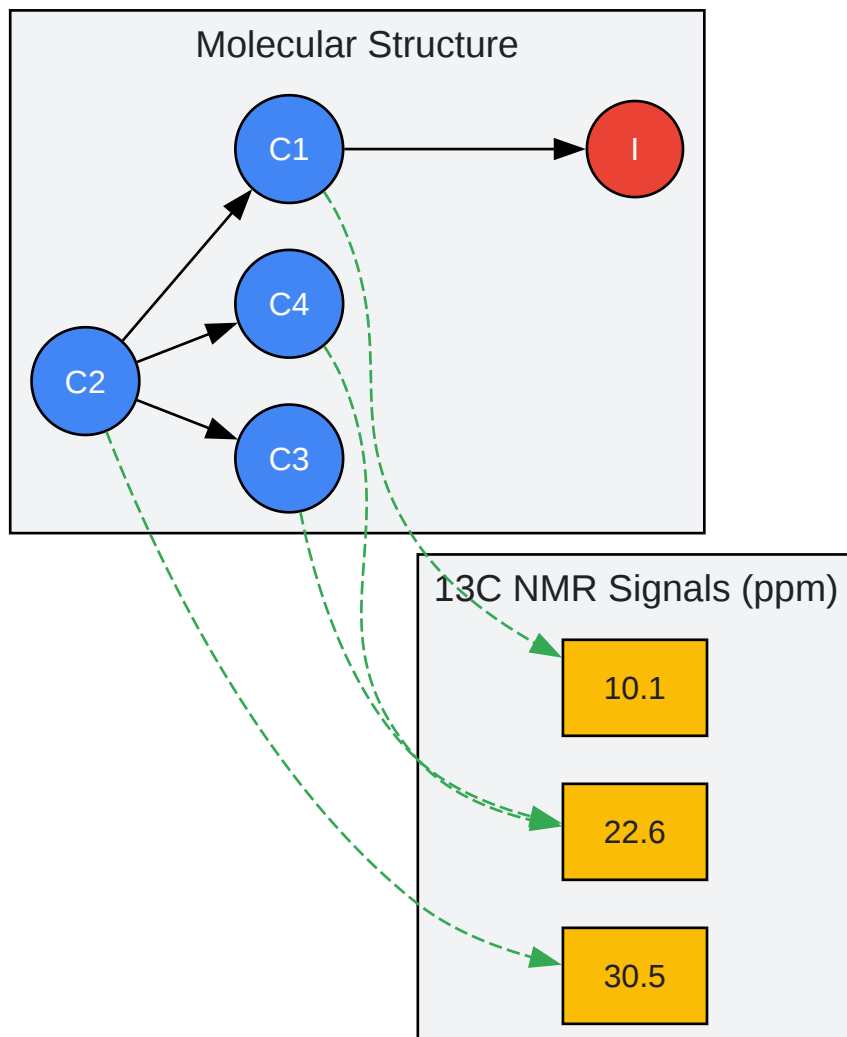 Molecular Structure
C1
I
C4
C2
C3
13C NMR Signals (ppm)
10.1
22.6
30.5